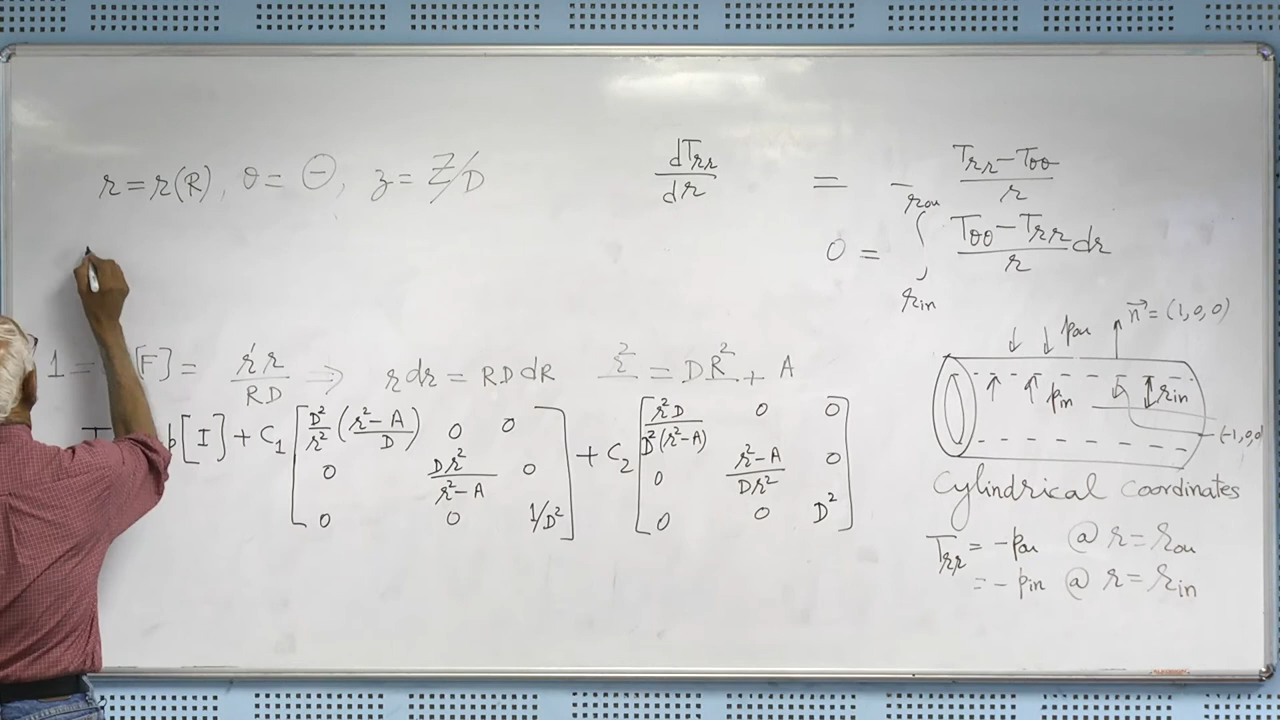 r = r(R), θ = Θ, z = Z/D
dTrr/dr = − (Trr − Tθθ)/r
0 = ∫ from rin to rou (Tθθ − Trr)/r dr
1 = [F] = r'r/RD ⇒ r dr = RD dR r² = DR² + A
[I] + C₁ [ D²/r² ((r²−A)/D) 0 0
0 Dr²/(r²−A) 0
0 0 1/D² ]
+ C₂ [ r²D/D²(r²−A) 0 0
0 (r²−A)/Dr² 0
0 0 D² ]
pou
n⃗ = (1,0,0)
pin
rin
(-1,0,0)
Cylindrical coordinates
Trr = −pou @ r = rou
= −pin @ r = rin